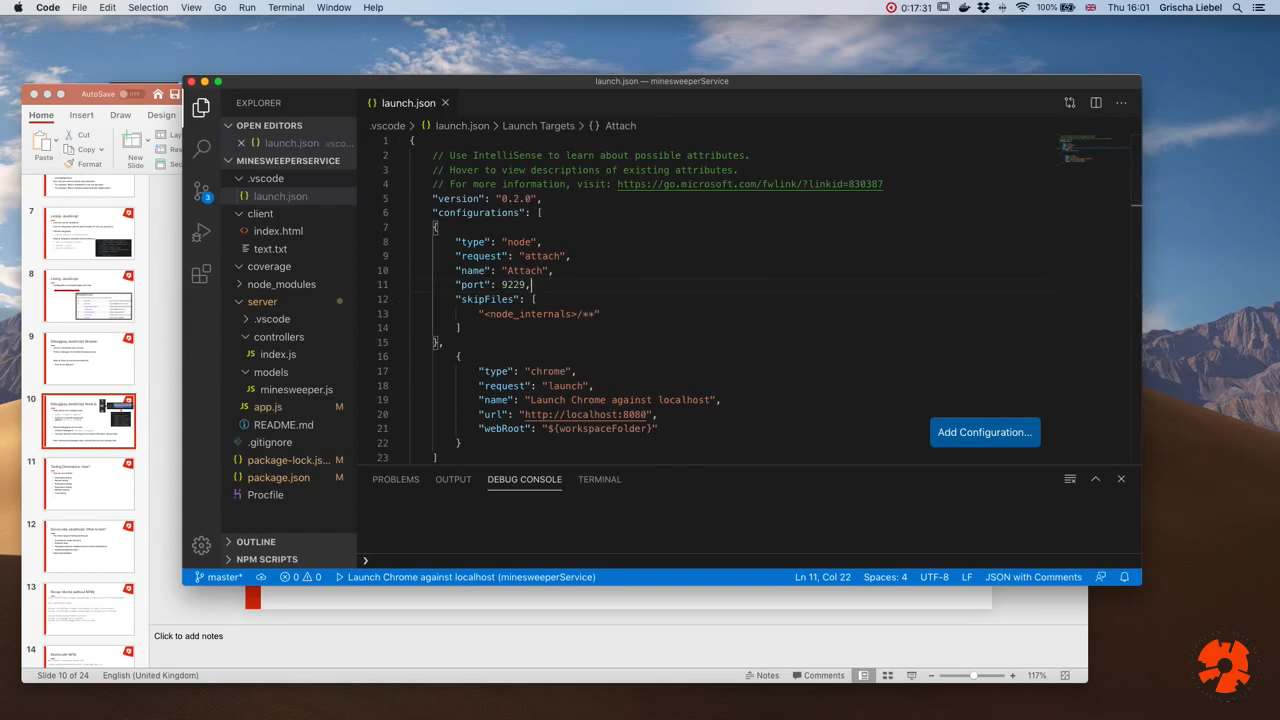 Code File Edit Selection View Go Run Terminal Window Help
0:17:31 100% Thu 16:01 Grischa Liebel
launch.json — minesweeperService
AutoSave OFF
Home Insert Draw Design
Paste
Cut
Copy
Format
New
Slide
7
8
9
10
11
12
13
14
EXPLORER
OPEN EDITORS
launch.json .vsco...
MINESWEEPERSERVICE
.vscode
launch.json
client
index.html
text.txt
coverage
node_modules
server
.vscode
controllers
index.js
models
minesweeper.js
app.js
README.md
.gitignore
package-lock.js... M
package.json M
Procfile
OUTLINE
NPM SCRIPTS
3
launch.json
.vscode > launch.json > Launch Targets > {} Attach
1 {
2 // Use IntelliSense to learn about possible attributes.
3 // Hover to view descriptions of existing attributes.
4 // For more information, visit: https://go.microsoft.com/fwlink/?linkid=830387
5 "version": "0.2.0",
6 "configurations": [
7 {
8 "type": "node",
9 "request": "attach",
10 "name": "Attach",
11 "port": 9229,
12 "skipFiles": [
13 "<node_internals>/**"
14 ]
15 },
16 {
17 "type": "chrome",
18 "request": "launch",
19 "name": "Launch Chrome against localhost",
20 "url": "http://localhost:8080",
21 "webRoot": "${workspaceFolder}"
22 }
23 ]
Add Configuration...
PROBLEMS OUTPUT DEBUG CONSOLE TERMINAL
master* 0 0 Launch Chrome against localhost (minesweeperService) Ln 11, Col 22 Spaces: 4 UTF-8 LF JSON with Comments
Click to add notes
Slide 10 of 24 English (United Kingdom) Notes Comments 117%